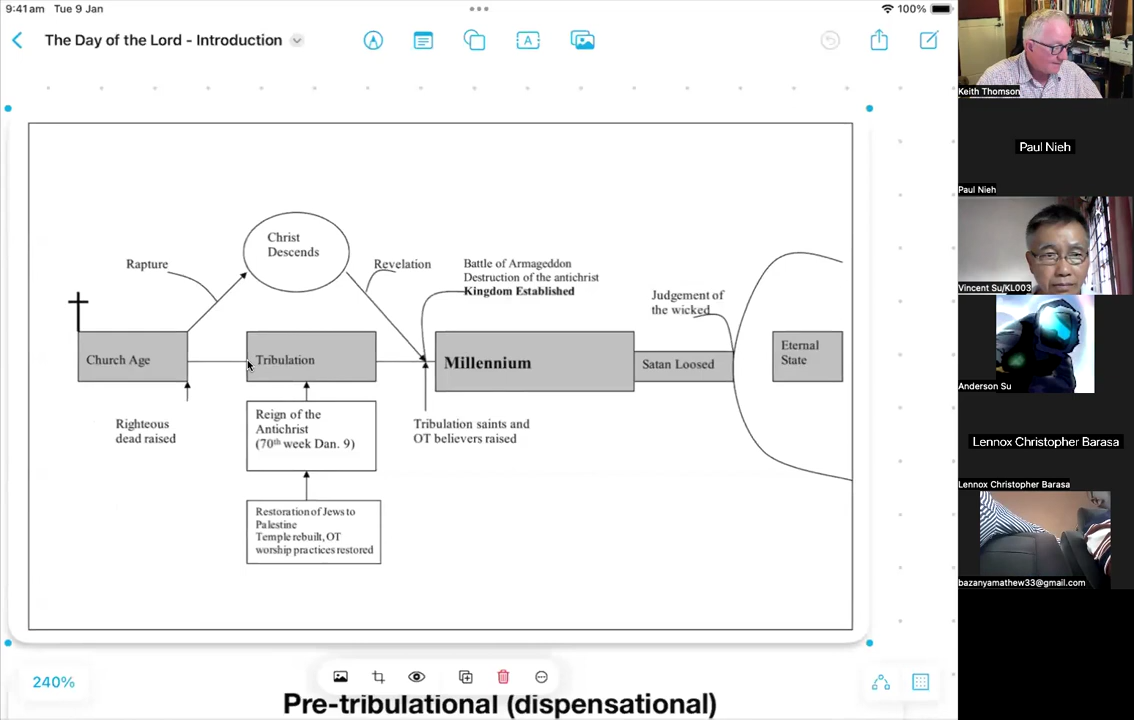 9:41am Tue 9 Jan
100%
The Day of the Lord - Introduction
A
Christ
Descends
Rapture
Revelation
Battle of Armageddon
Destruction of the antichrist
Kingdom Established
Judgement of
the wicked
Church Age
Tribulation
Millennium
Satan Loosed
Eternal
State
Righteous
dead raised
Reign of the
Antichrist
(70th week Dan. 9)
Tribulation saints and
OT believers raised
Restoration of Jews to
Palestine
Temple rebuilt, OT
worship practices restored
240%
Pre-tribulational (dispensational)
Keith Thomson
Paul Nieh
Paul Nieh
Vincent Su/KL003
Anderson Su
Lennox Christopher Barasa
Lennox Christopher Barasa
bazanyamathew33@gmail.com